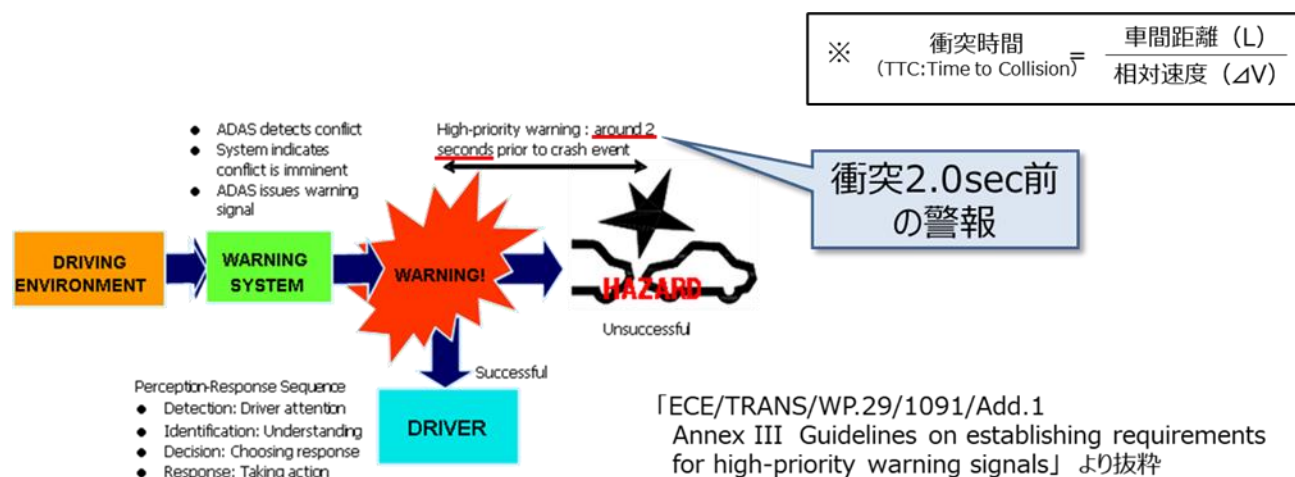 ※ 衝突時間 = 車間距離（L）
(TTC:Time to Collision) 相対速度（⊿V）
● ADAS detects conflict
● System indicates
conflict is imminent
● ADAS issues warning
signal
High-priority warning : around 2
seconds prior to crash event
衝突2.0sec前
の警報
DRIVING
ENVIRONMENT
WARNING
SYSTEM
WARNING!
HAZARD
Unsuccessful
Successful
Perception-Response Sequence
● Detection: Driver attention
● Identification: Understanding
● Decision: Choosing response
● Response: Taking action
DRIVER
「ECE/TRANS/WP.29/1091/Add.1
Annex III Guidelines on establishing requirements
for high-priority warning signals」より抜粋